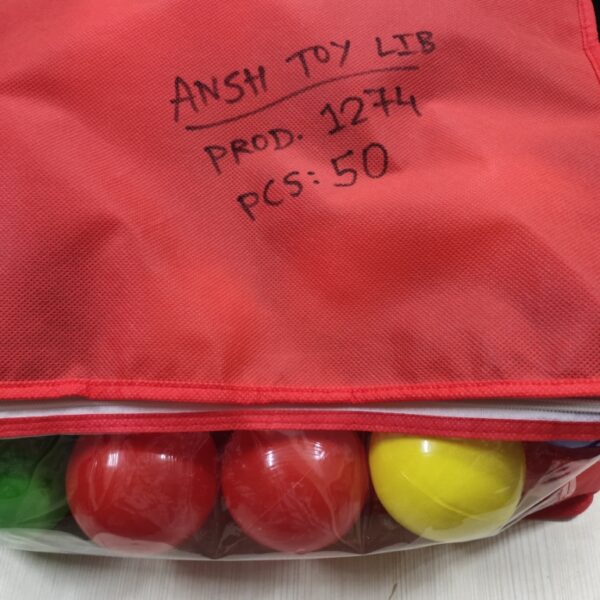 ANSH TOY LIB
PROD. 1274
PCS: 50